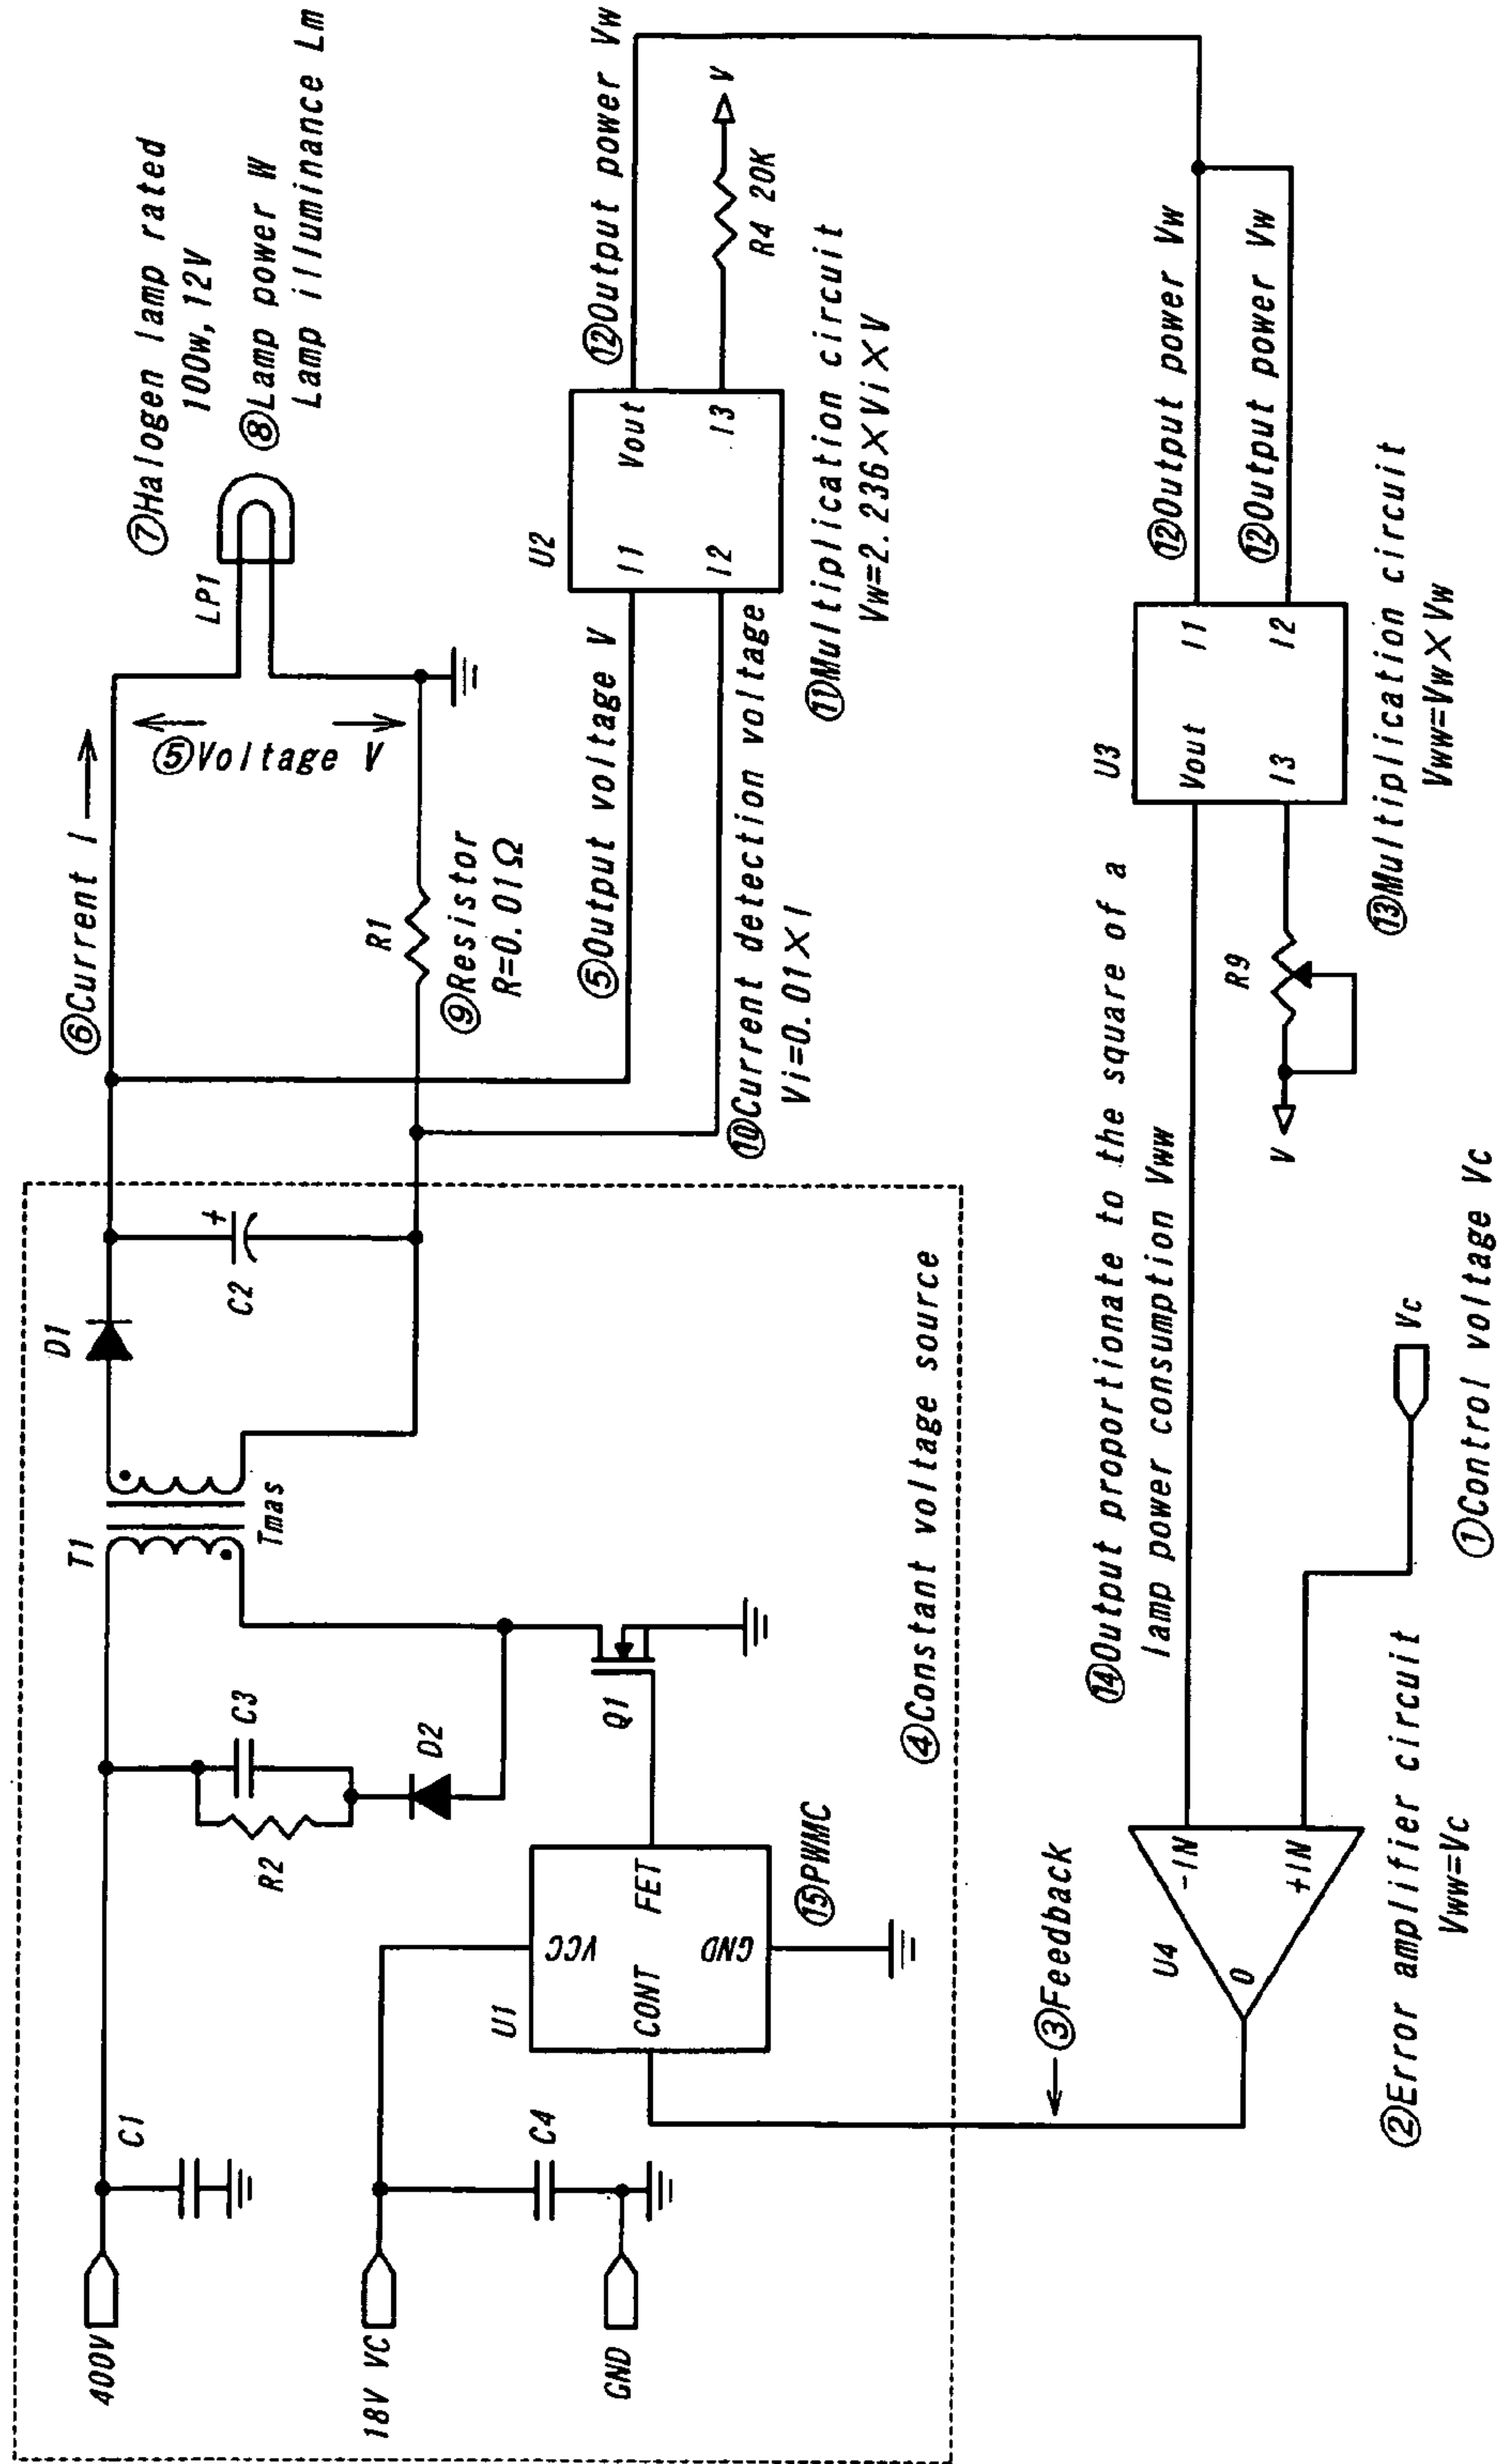 400V
C1
18V VC
C4
GND
R2
C3
D2
T1
Tmas
D1
C2
Q1
U1
VCC
CONT
FET
GND
⑮PWMC
④Constant voltage source
⑥Current I
⑤Voltage V
LP1
⑦Halogen lamp rated
100w,12V
⑧Lamp power W
Lamp illuminance Lm
R1
⑨Resistor
R=0.01Ω
⑤Output voltage V
⑩Current detection voltage
Vi=0.01×I
U2
I1
Vout
I2
I3
⑫Output power Vw
R4 20K
V
⑪Multiplication circuit
Vw=2.236×Vi×V
③Feedback
U4
-IN
+IN
O
②Error amplifier circuit
Vww=Vc
Vc
①Control voltage Vc
⑭Output proportionate to the square of a
lamp power consumption Vww
V
R9
U3
Vout
I1
I3
I2
⑬Multiplication circuit
Vww=Vw×Vw
⑫Output power Vw
⑫Output power Vw